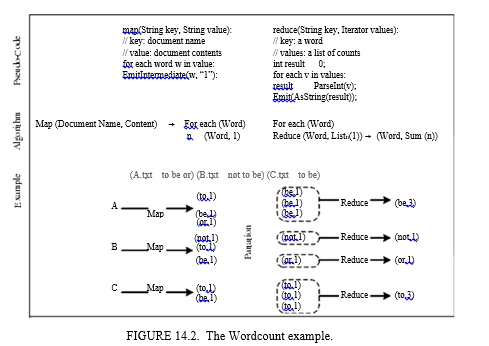 Pseudo-Code
map(String key, String value):
// key: document name
// value: document contents
for each word w in value:
EmitIntermediate(w, “1”):
reduce(String key, Iterator values):
// key: a word
// values: a list of counts
int result 0;
for each v in values:
result ParseInt(v);
Emit(AsString(result));
Algorithm
Map (Document Name, Content) → For each (Word)
n (Word, 1)
For each (Word)
Reduce (Word, Listn(1)) → (Word, Sum (n))
Example
(A.txt to be or) (B.txt not to be) (C.txt to be)
A Map
(to,1)
(be,1)
(or,1)
B Map
(not,1)
(to,1)
(be,1)
C Map
(to,1)
(be,1)
Partition
(be,1)
(be,1)
(be,1)
Reduce (be,3)
(not,1) Reduce (not,1)
(or,1) Reduce (or,1)
(to,1)
(to,1)
(to,1)
Reduce (to,3)
FIGURE 14.2. The Wordcount example.